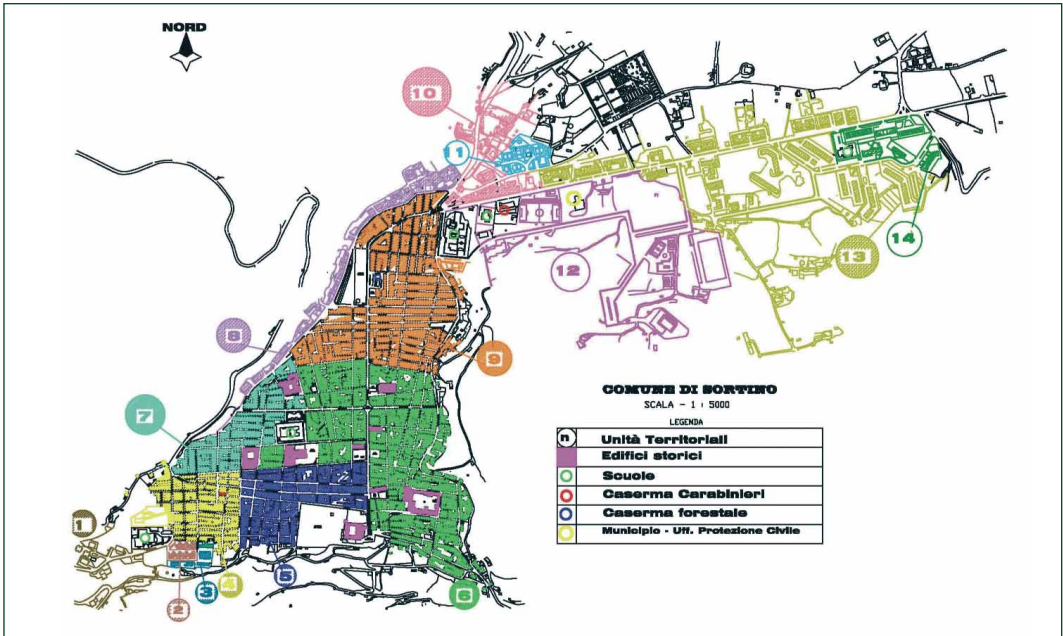 NORD
10
11
14
13
12
8
9
7
1
4
5
3
2
6
COMUNE DI SORTINO
SCALA - 1 : 5000
LEGENDA
n Unità Territoriali
Edifici storici
Scuole
Caserma Carabinieri
Caserma forestale
Municipio - Uff. Protezione Civile